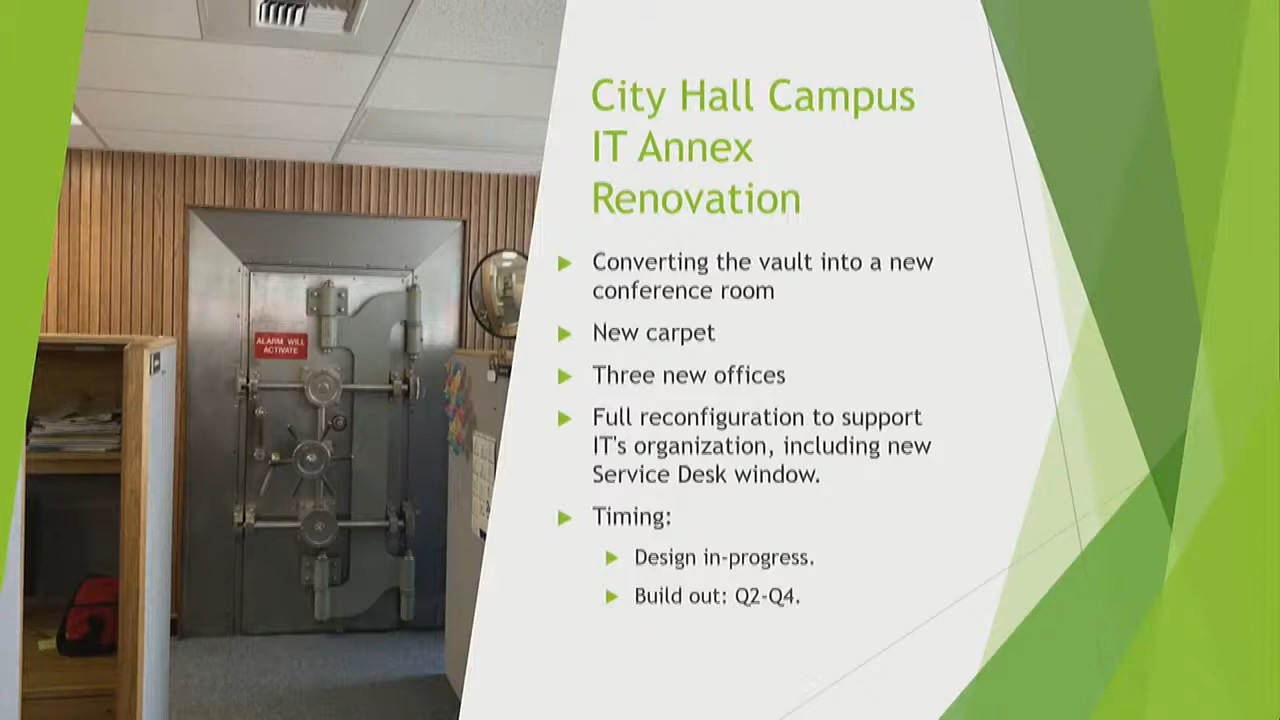 City Hall Campus
IT Annex
Renovation
Converting the vault into a new
conference room
New carpet
Three new offices
Full reconfiguration to support
IT's organization, including new
Service Desk window.
Timing:
Design in-progress.
Build out: Q2-Q4.
ALARM WILL
ACTIVATE